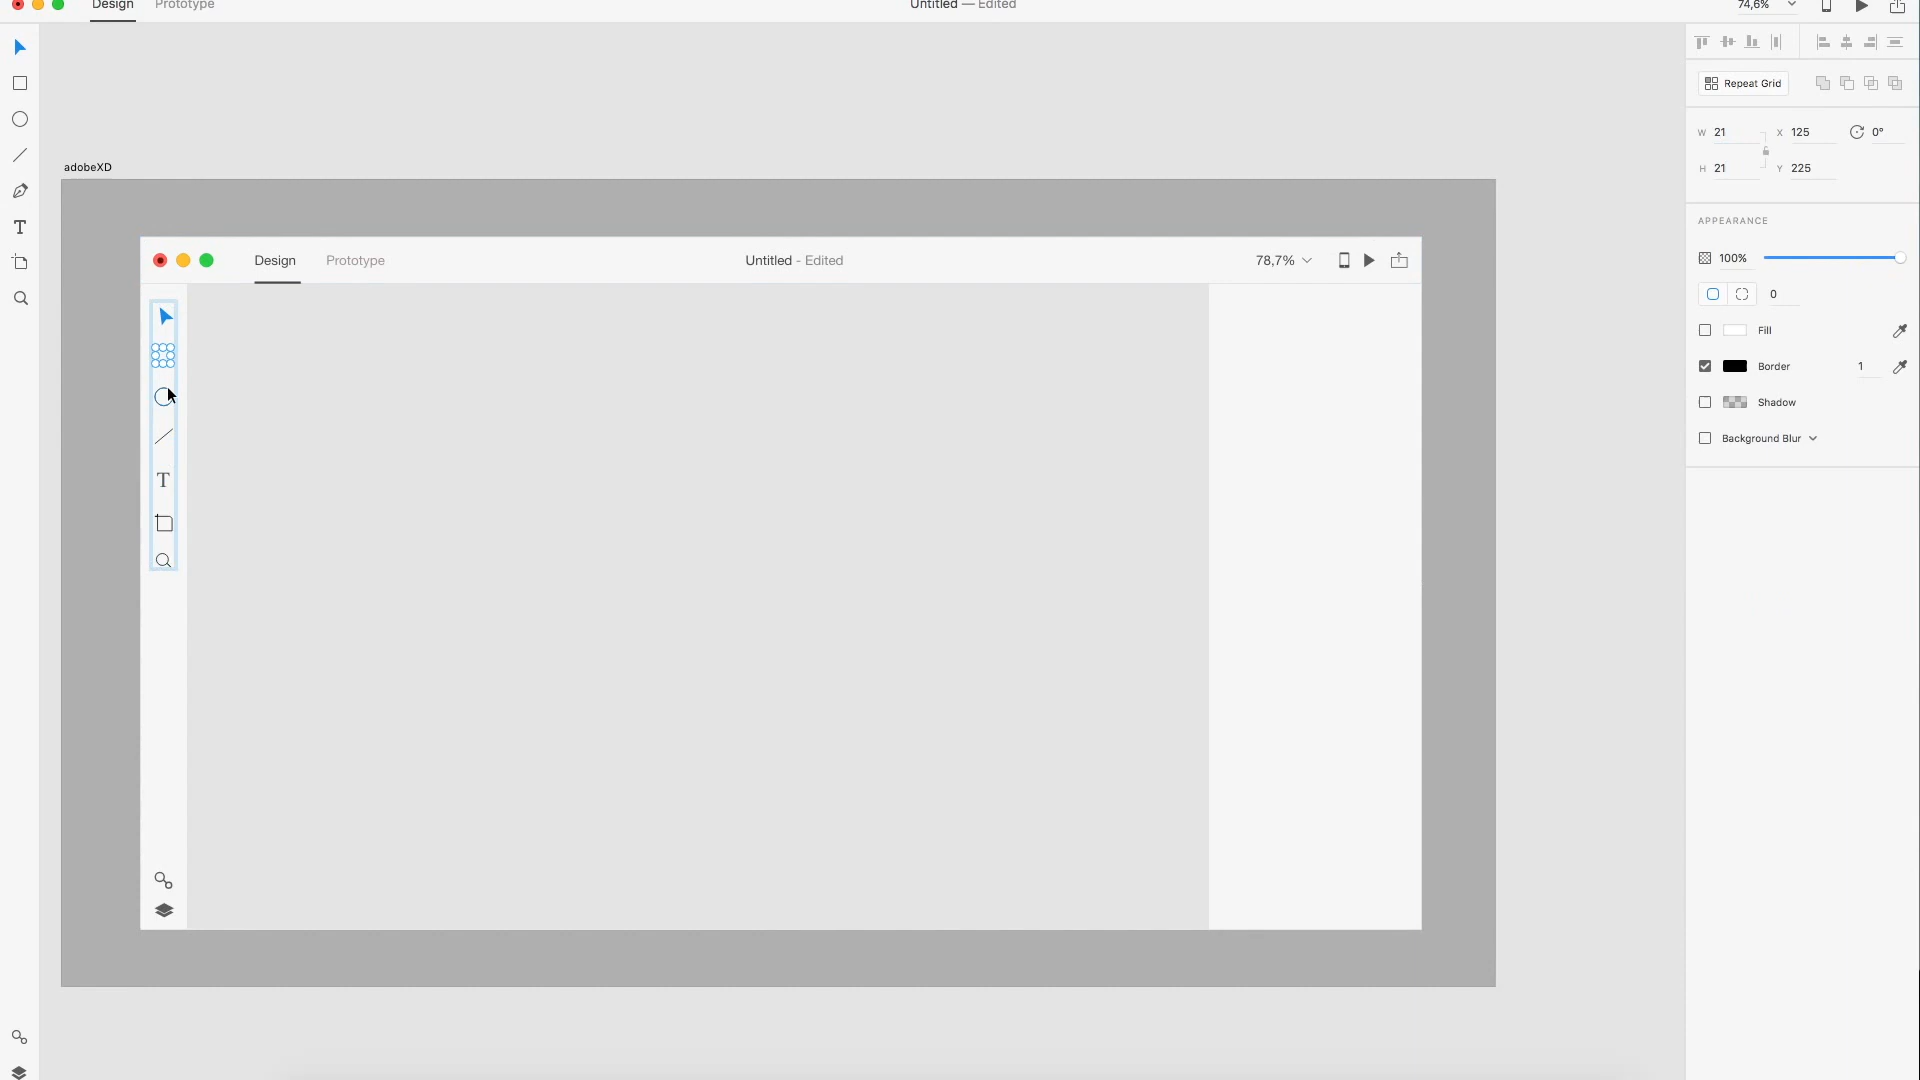 Design Prototype Untitled — Edited 74,6%
Repeat Grid
W 21 X 125 0°
H 21 Y 225
adobeXD
APPEARANCE
Design Prototype Untitled - Edited 78,7%
100%
0
Fill
Border 1
Shadow
Background Blur
T
T